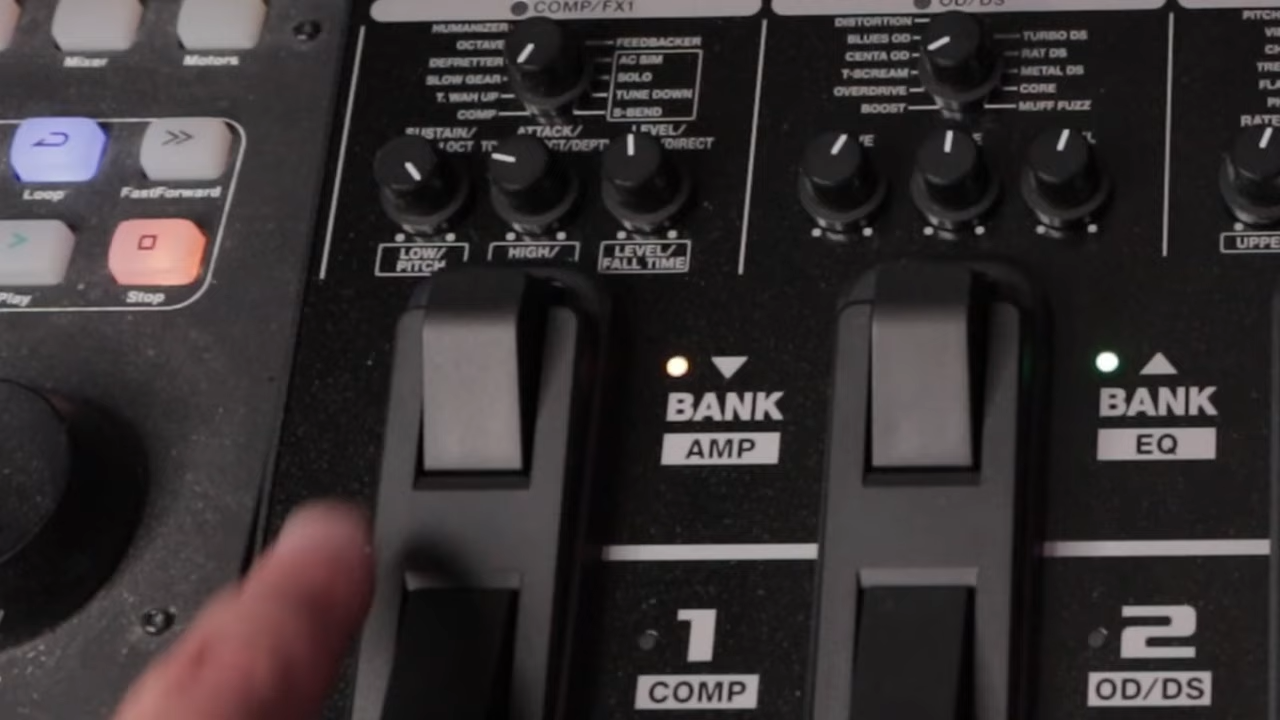 Mixer
Motors
Loop
FastForward
Play
Stop
COMP/FX1
HUMANIZER
OCTAVE
DEFRETTER
SLOW GEAR
T. WAH UP
COMP
FEEDBACKER
AC SIM
SOLO
TUNE DOWN
S-BEND
SUSTAIN/
ATTACK/
LEVEL/
LOW/
PITCH
HIGH/
LEVEL/
FALL TIME
OD/DS
DISTORTION
BLUES OD
CENTA OD
T-SCREAM
OVERDRIVE
BOOST
TURBO DS
RAT DS
METAL DS
CORE
MUFF FUZZ
UPPE
BANK
AMP
BANK
EQ
1
COMP
2
OD/DS